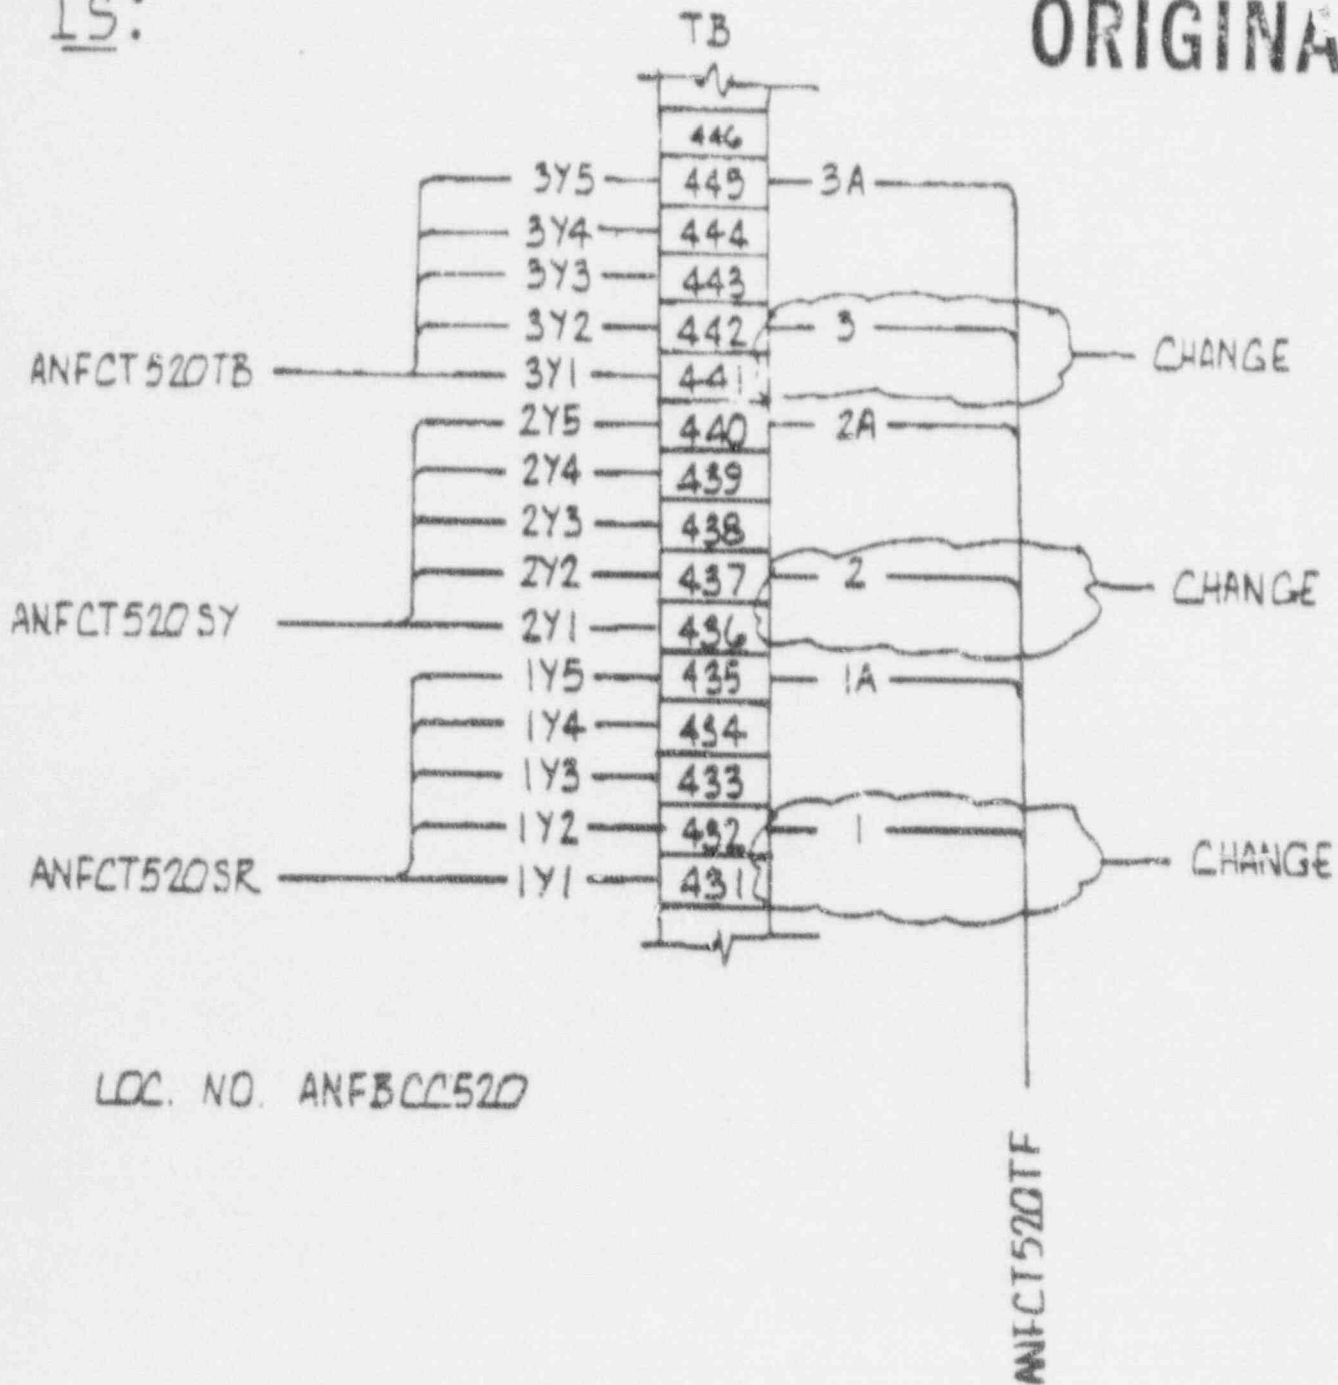 IS:
ORIGINA
TB
446
3Y5 445 3A
3Y4 444
3Y3 443
3Y2 442 3
CHANGE
ANFCT520TB
3Y1 441
2Y5 440 2A
2Y4 439
2Y3 438
2Y2 437 2
CHANGE
ANFCT520SY
2Y1 436
1Y5 435 1A
1Y4 434
1Y3 433
1Y2 432 1
CHANGE
ANFCT520SR
1Y1 431
LOC. NO. ANFBCC520
ANFCT520TF